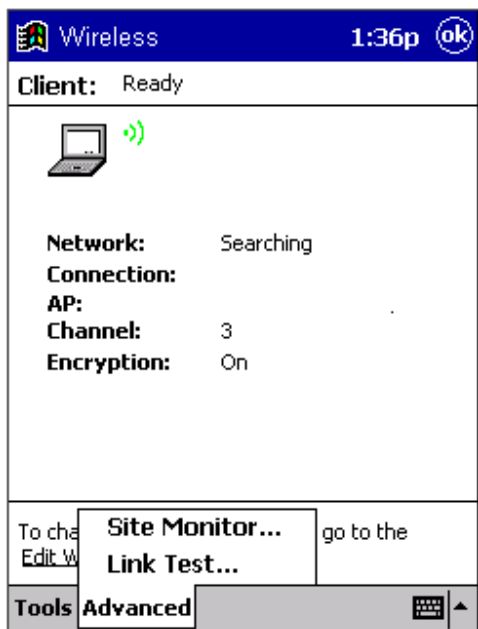 Wireless 1:36p ok
Client: Ready
Network: Searching
Connection:
AP:
Channel: 3
Encryption: On
To cha
go to the
Edit W
Site Monitor...
Link Test...
Tools Advanced